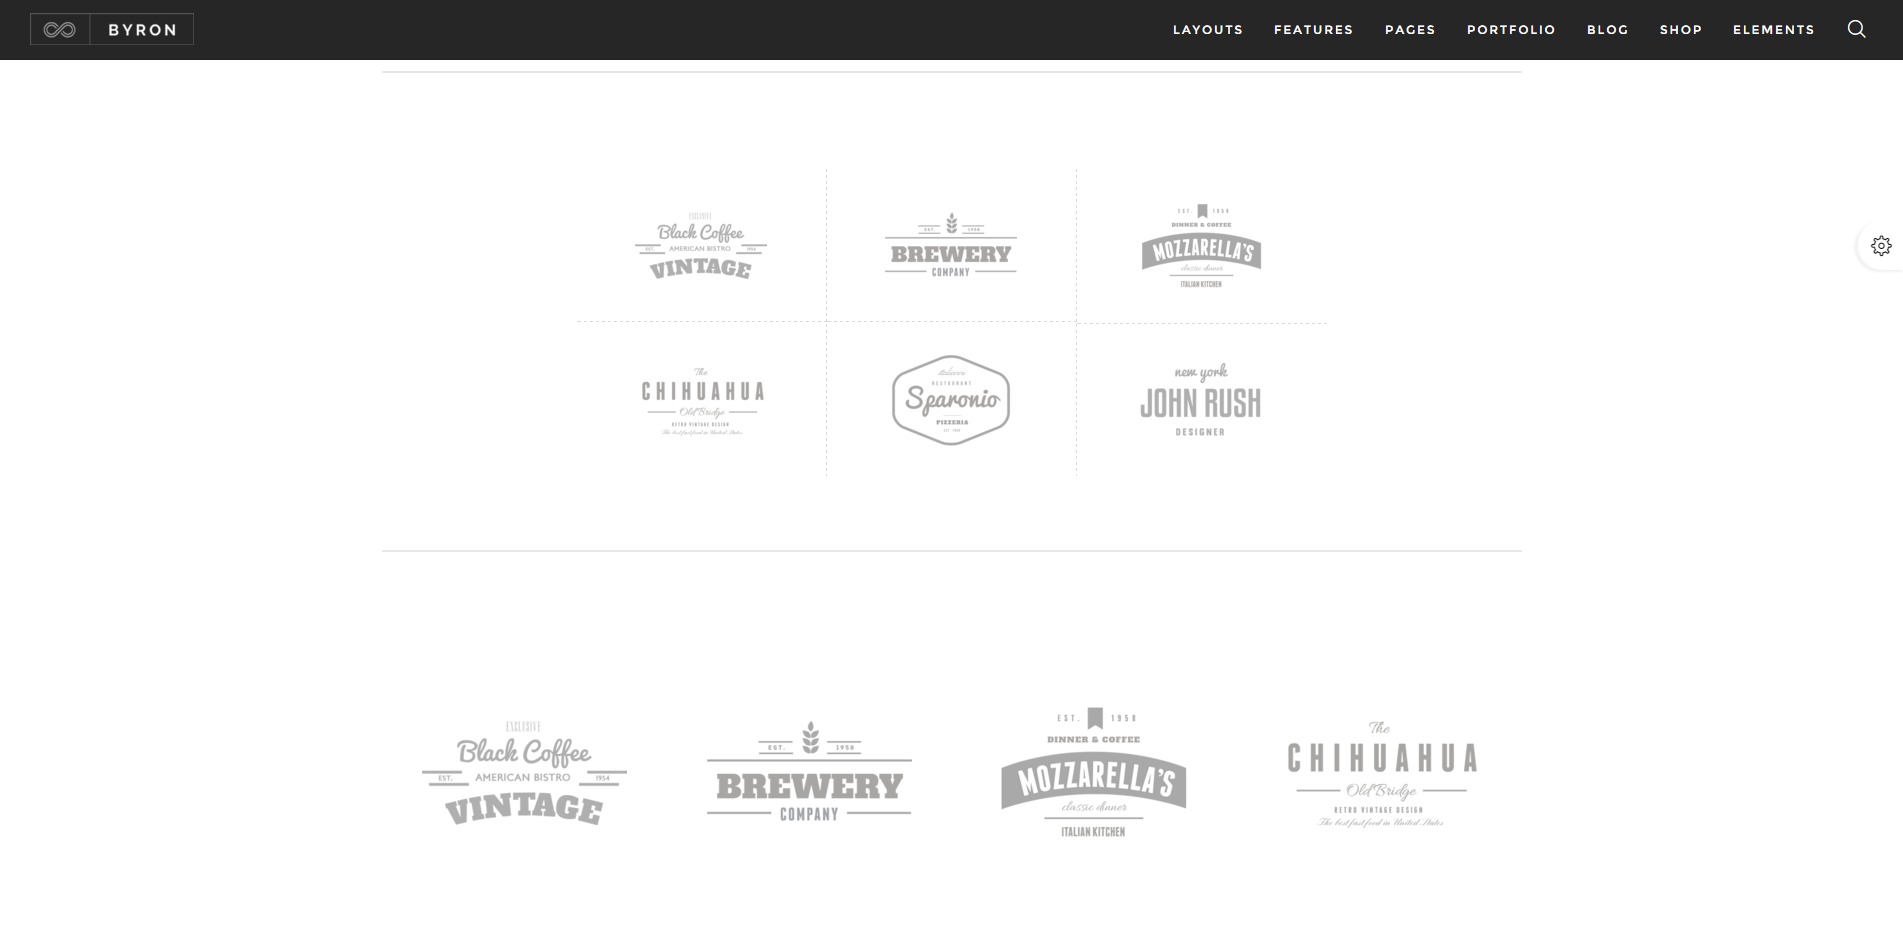 BYRON
LAYOUTS FEATURES PAGES PORTFOLIO BLOG SHOP ELEMENTS
EXCLUSIVE
Black Coffee
EST. AMERICAN BISTRO 1954
VINTAGE
EST. 1958
BREWERY
COMPANY
EST. 1958
DINNER & COFFEE
MOZZARELLA'S
classic dinner
ITALIAN KITCHEN
The
CHIHUAHUA
Old Bridge
RETRO VINTAGE DESIGN
The best fast food in United States
italianni
RESTAURANT
Sparonio
PIZZERIA
new york
JOHN RUSH
DESIGNER
EXCLUSIVE
Black Coffee
EST. AMERICAN BISTRO 1954
VINTAGE
EST. 1958
BREWERY
COMPANY
EST. 1958
DINNER & COFFEE
MOZZARELLA'S
classic dinner
ITALIAN KITCHEN
The
CHIHUAHUA
Old Bridge
RETRO VINTAGE DESIGN
The best fast food in United States